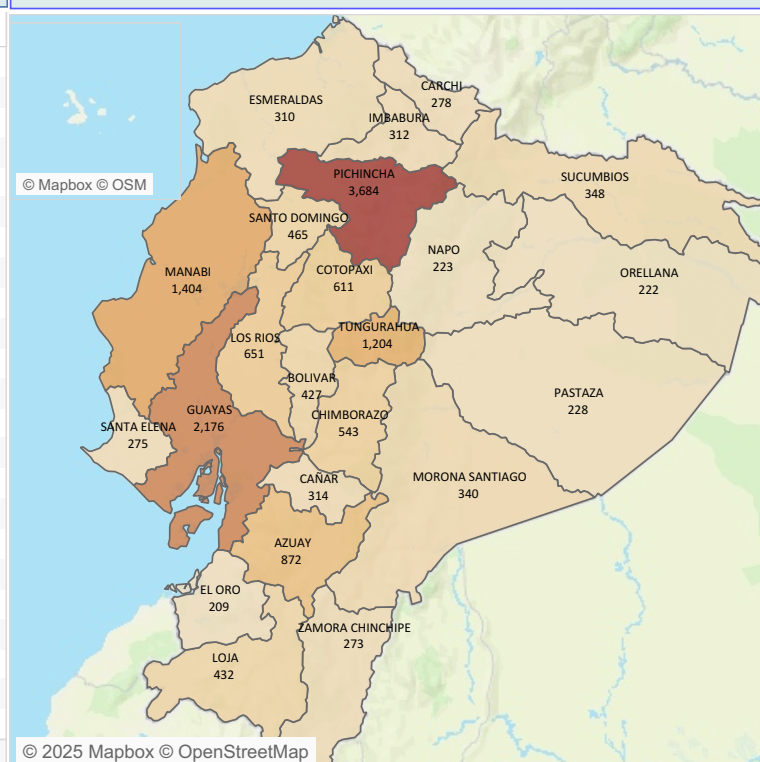 CARCHI
278
ESMERALDAS
310
IMBABURA
312
© Mapbox © OSM
PICHINCHA
3,684
SUCUMBIOS
348
SANTO DOMINGO
465
NAPO
223
MANABI
1,404
COTOPAXI
611
ORELLANA
222
TUNGURAHUA
1,204
LOS RIOS
651
BOLIVAR
427
PASTAZA
228
GUAYAS
2,176
CHIMBORAZO
543
SANTA ELENA
275
CAÑAR
314
MORONA SANTIAGO
340
AZUAY
872
EL ORO
209
ZAMORA CHINCHIPE
273
LOJA
432
© 2025 Mapbox © OpenStreetMap